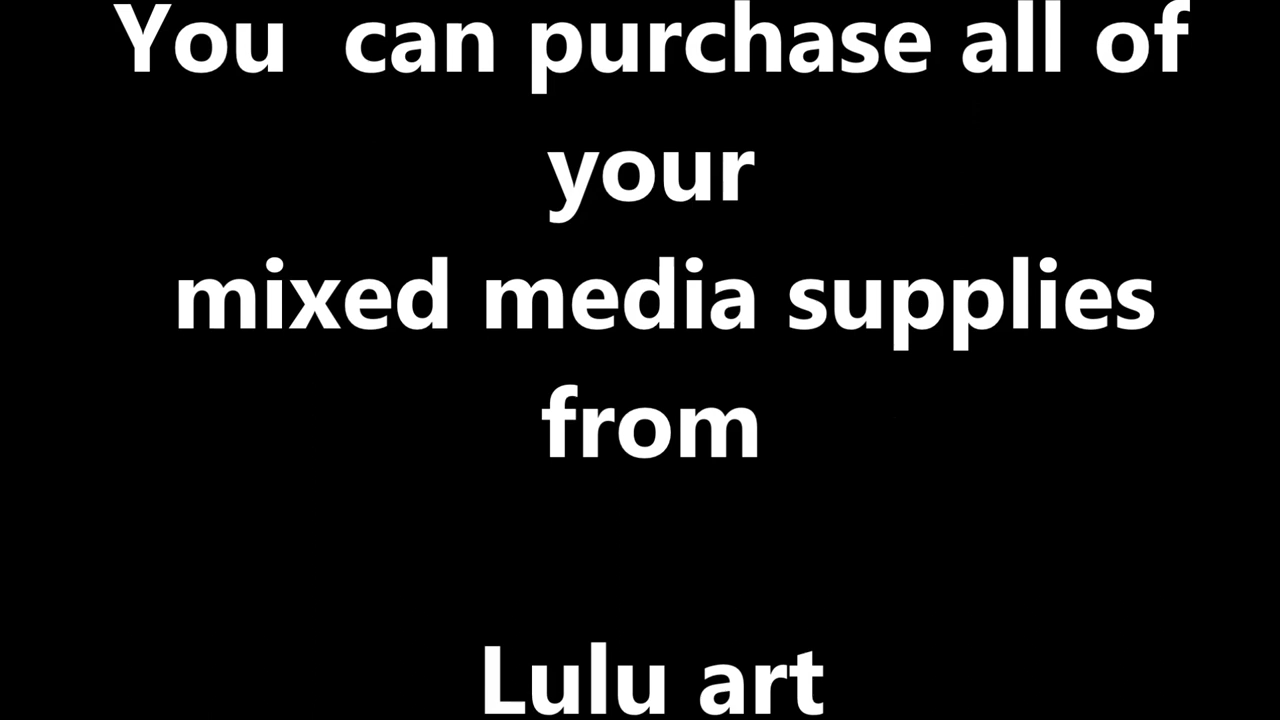 You  can purchase all of
your
mixed media supplies
from
Lulu art